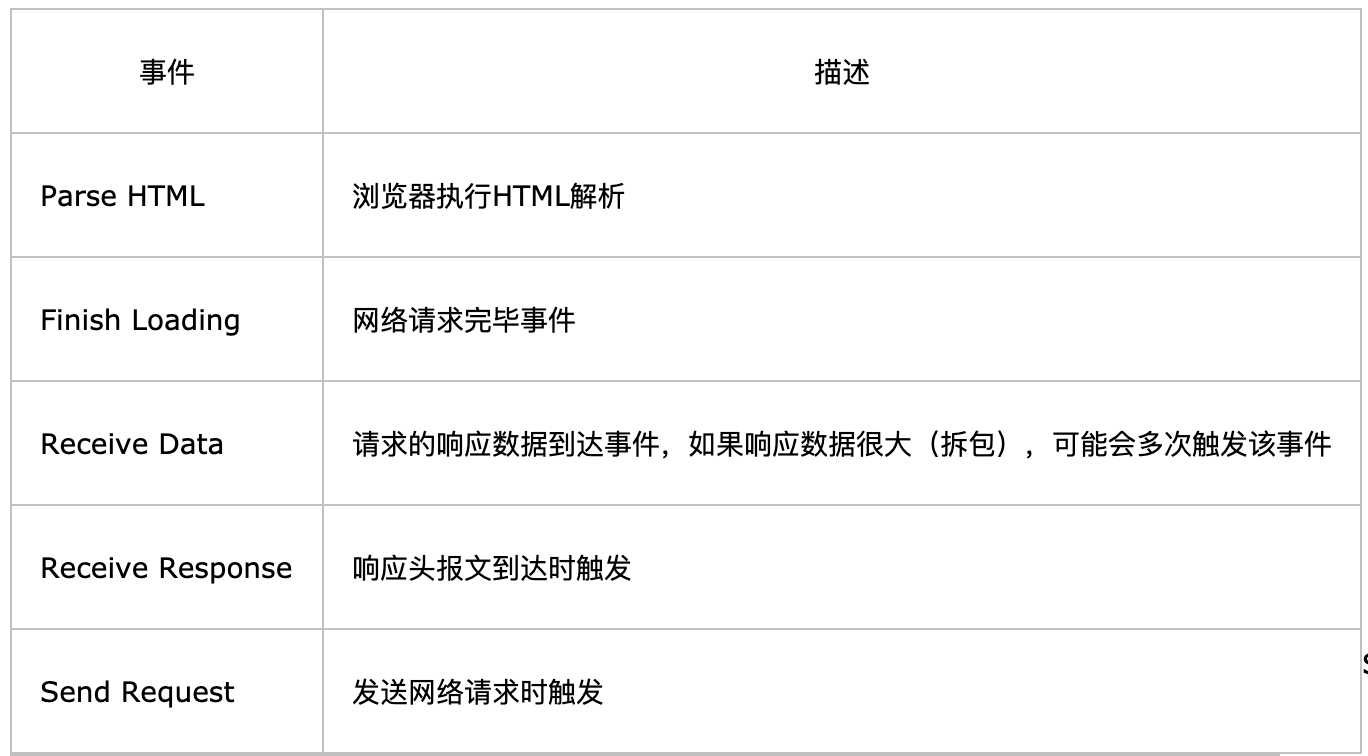 事件 描述
Parse HTML 浏览器执行HTML解析
Finish Loading 网络请求完毕事件
Receive Data 请求的响应数据到达事件，如果响应数据很大（拆包），可能会多次触发该事件
Receive Response 响应头报文到达时触发
Send Request 发送网络请求时触发